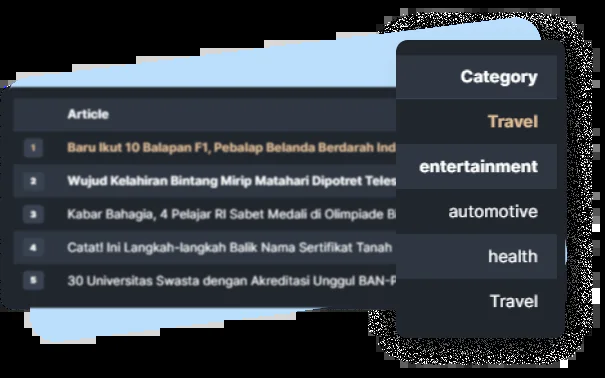 Article Category
1 Baru Ikut 10 Balapan F1, Pebalap Belanda Berdarah Ind Travel
2 Wujud Kelahiran Bintang Mirip Matahari Dipotret Teles entertainment
3 Kabar Bahagia, 4 Pelajar RI Sabet Medali di Olimpiade Bi automotive
4 Catat! Ini Langkah-langkah Balik Nama Sertifikat Tanah health
5 30 Universitas Swasta dengan Akreditasi Unggul BAN-P Travel